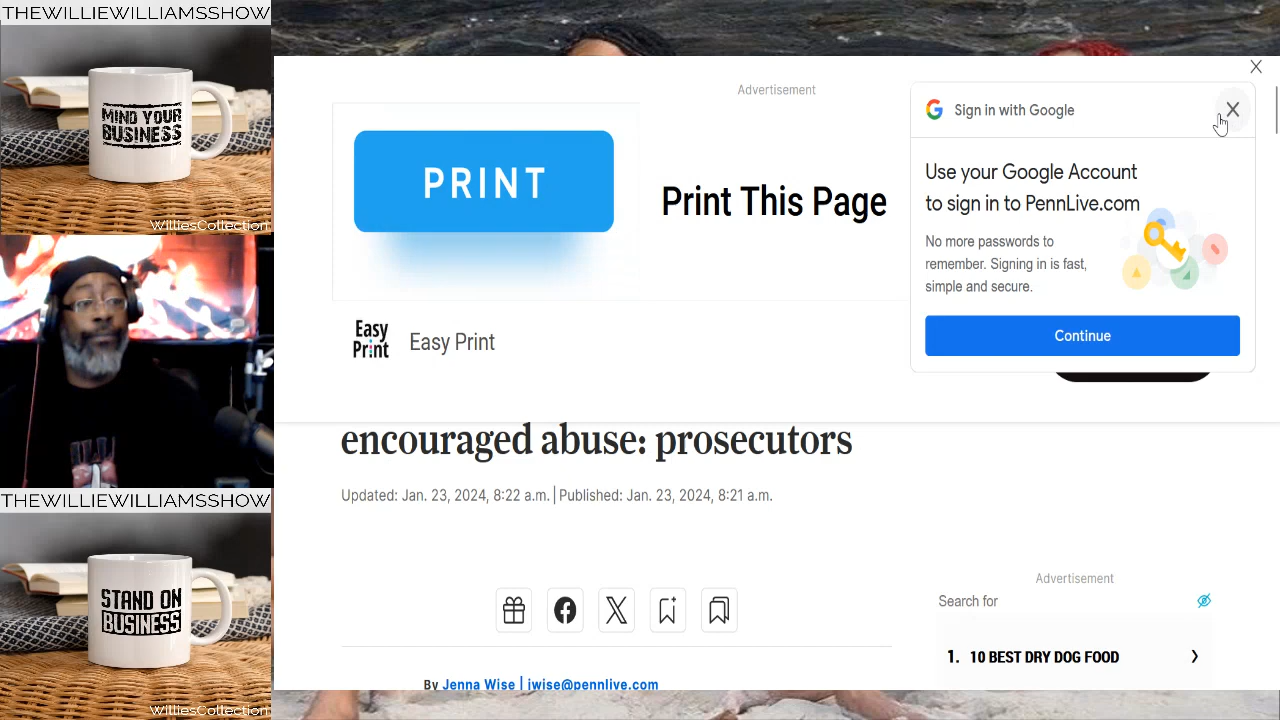 THEWILLIEWILLIAMSSHOW
MIND YOUR
BUSINESS
WilliesCollection
THEWILLIEWILLIAMSSHOW
STAND ON
BUSINESS
WilliesCollection
Advertisement
PRINT
Print This Page
Easy
Print
Easy Print
Sign in with Google
Use your Google Account
to sign in to PennLive.com
No more passwords to
remember. Signing in is fast,
simple and secure.
Continue
encouraged abuse: prosecutors
Updated: Jan. 23, 2024, 8:22 a.m. | Published: Jan. 23, 2024, 8:21 a.m.
By Jenna Wise | jwise@pennlive.com
Advertisement
Search for
1. 10 BEST DRY DOG FOOD